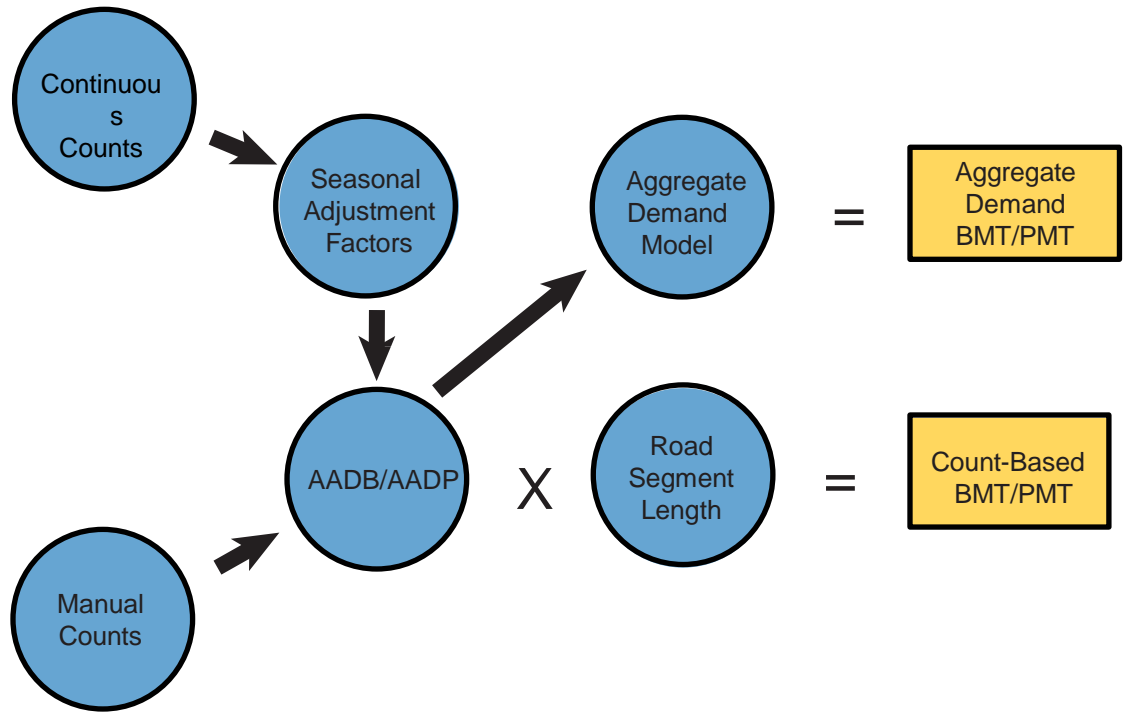 Continuou
s
Counts
Seasonal
Adjustment
Factors
Aggregate
Demand
Model
=
Aggregate
Demand
BMT/PMT
AADB/AADP
X
Road
Segment
Length
=
Count-Based
BMT/PMT
Manual
Counts